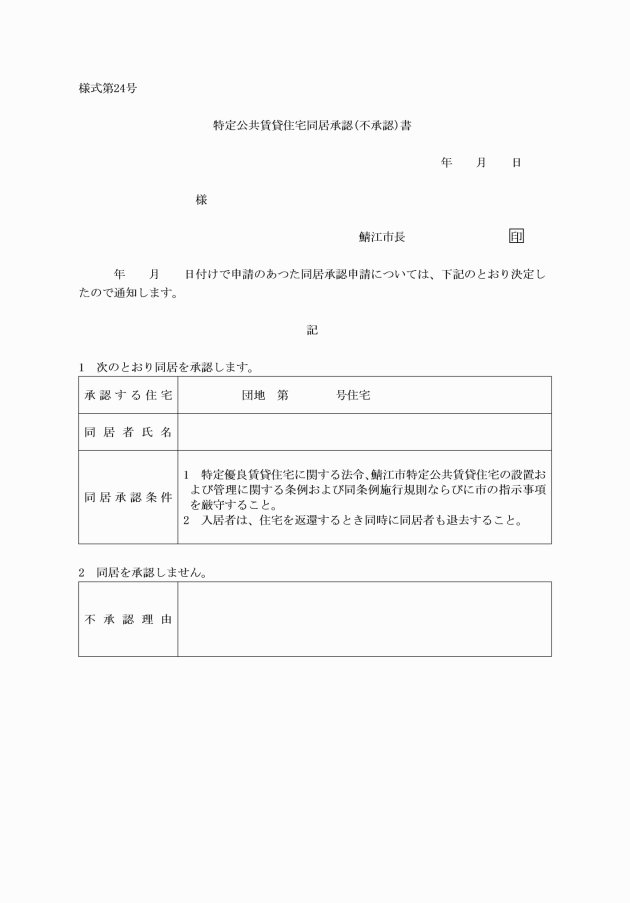 様式第24号
特定公共賃貸住宅同居承認(不承認)書
年　　月　　日
様
鯖江市長　　　　　　　　　印
年　　月　　日付けで申請のあつた同居承認申請については、下記のとおり決定し
たので通知します。
記
1　次のとおり同居を承認します。
承認する住宅　　　　　団地　第　　　　号住宅
同居者氏名
同居承認条件
1　特定優良賃貸住宅に関する法令、鯖江市特定公共賃貸住宅の設置お
よび管理に関する条例および同条例施行規則ならびに市の指示事項
を厳守すること。
2　入居者は、住宅を返還するとき同時に同居者も退去すること。
2　同居を承認しません。
不承認理由